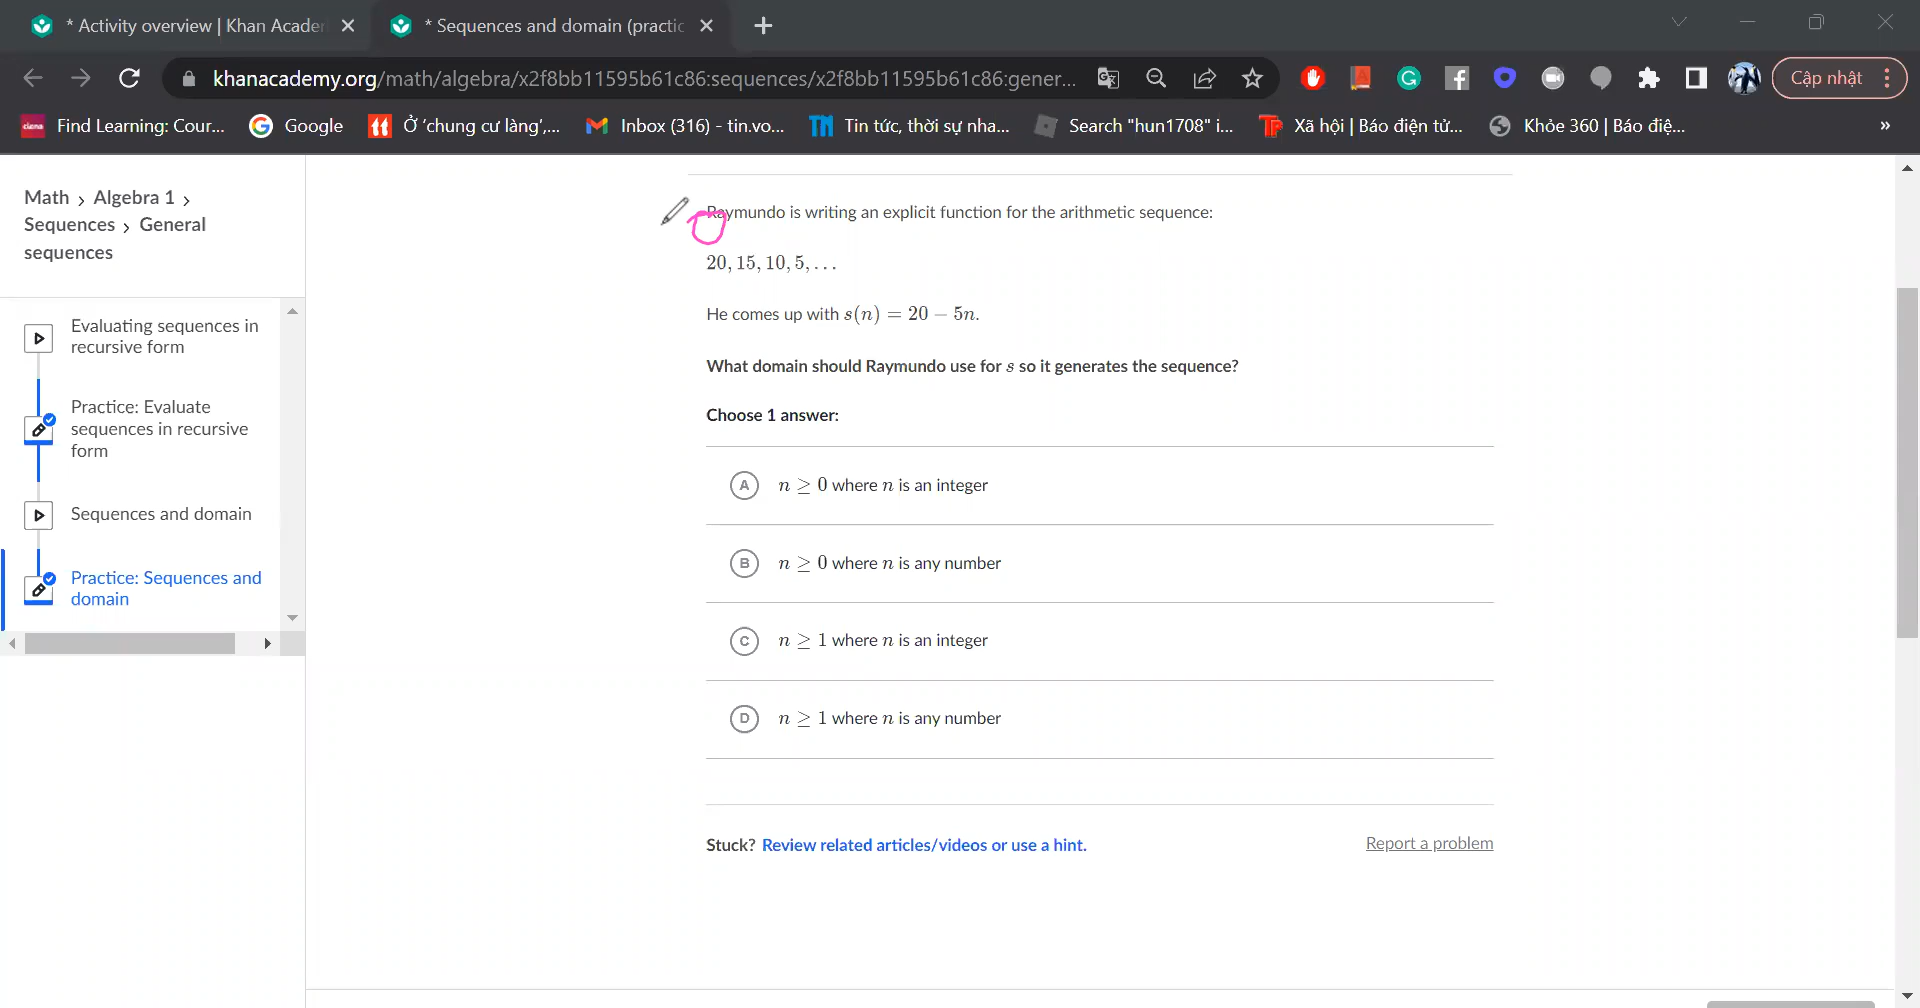 * Activity overview | Khan Acader
* Sequences and domain (practic
khanacademy.org/math/algebra/x2f8bb11595b61c86:sequences/x2f8bb11595b61c86:gener...
Cập nhật
ciena
Find Learning: Cour...
Google
Ở 'chung cư làng',...
Inbox (316) - tin.vo...
Tin tức, thời sự nha...
Search "hun1708" i...
Xã hội | Báo điện tử...
Khỏe 360 | Báo điệ...
»
Math › Algebra 1 ›
Sequences › General
sequences
Evaluating sequences in
recursive form
Practice: Evaluate
sequences in recursive
form
Sequences and domain
Practice: Sequences and
domain
Raymundo is writing an explicit function for the arithmetic sequence:
20, 15, 10, 5, ...
He comes up with s(n) = 20 − 5n.
What domain should Raymundo use for s so it generates the sequence?
Choose 1 answer:
A n ≥ 0 where n is an integer
B n ≥ 0 where n is any number
C n ≥ 1 where n is an integer
D n ≥ 1 where n is any number
Stuck? Review related articles/videos or use a hint.
Report a problem